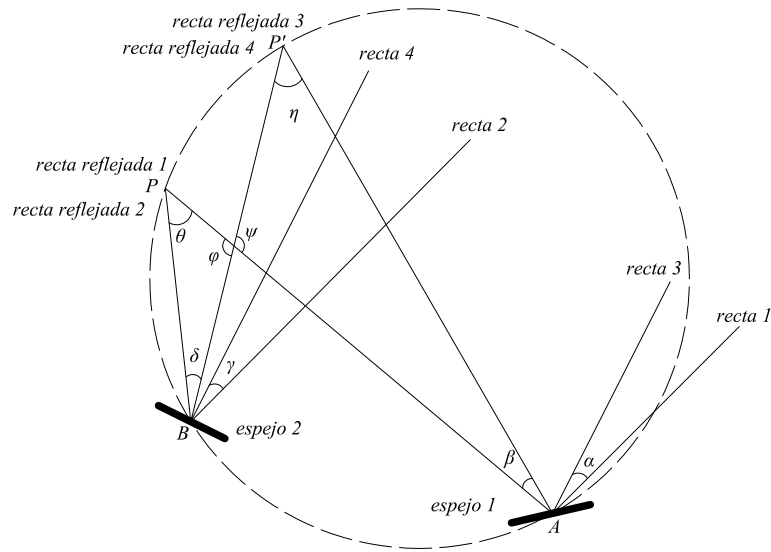 recta reflejada 3
recta reflejada 4 P'
recta 4
η
recta 2
recta reflejada 1
P
recta reflejada 2
θ
ψ
φ
recta 3
recta 1
δ
γ
B
espejo 2
β
α
espejo 1
A